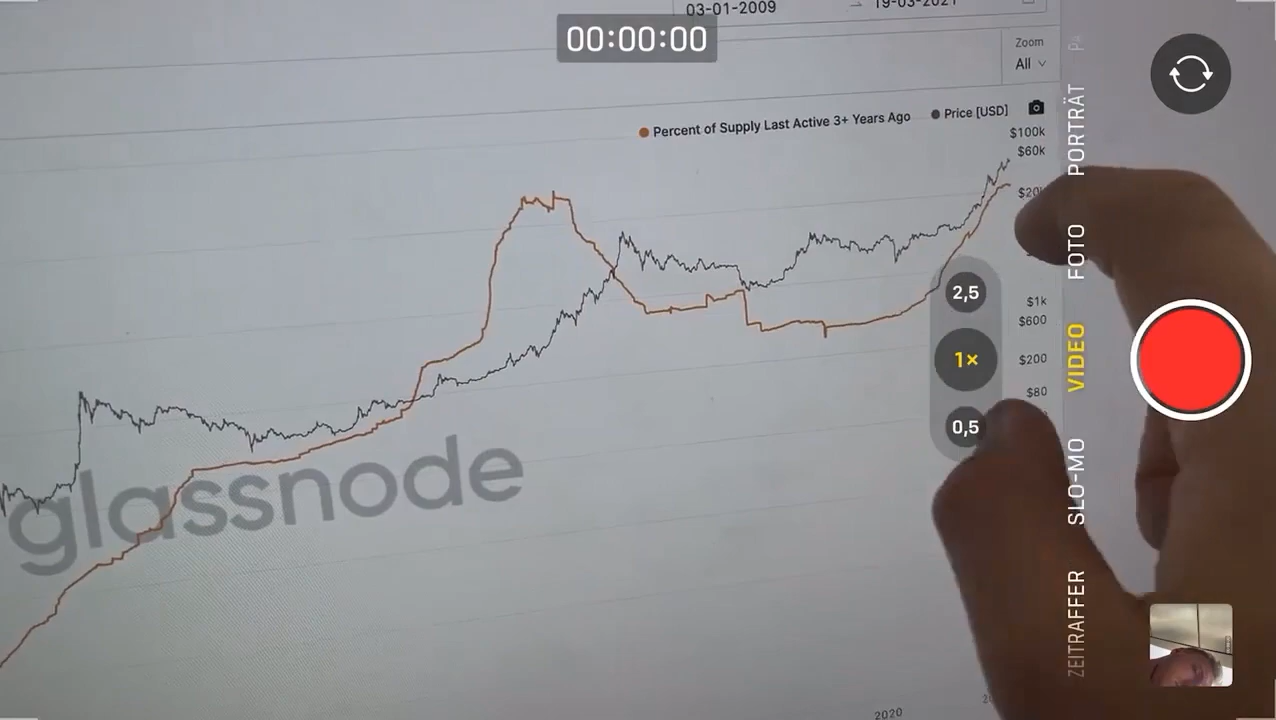 03-01-2009
19-03-2021
00:00:00
Zoom
All
Percent of Supply Last Active 3+ Years Ago
Price [USD]
$100k
$60k
$1k
$600
$200
$80
glassnode
2020
2,5
1×
0,5
PORTRÄT
FOTO
VIDEO
SLO-MO
ZEITRAFFER